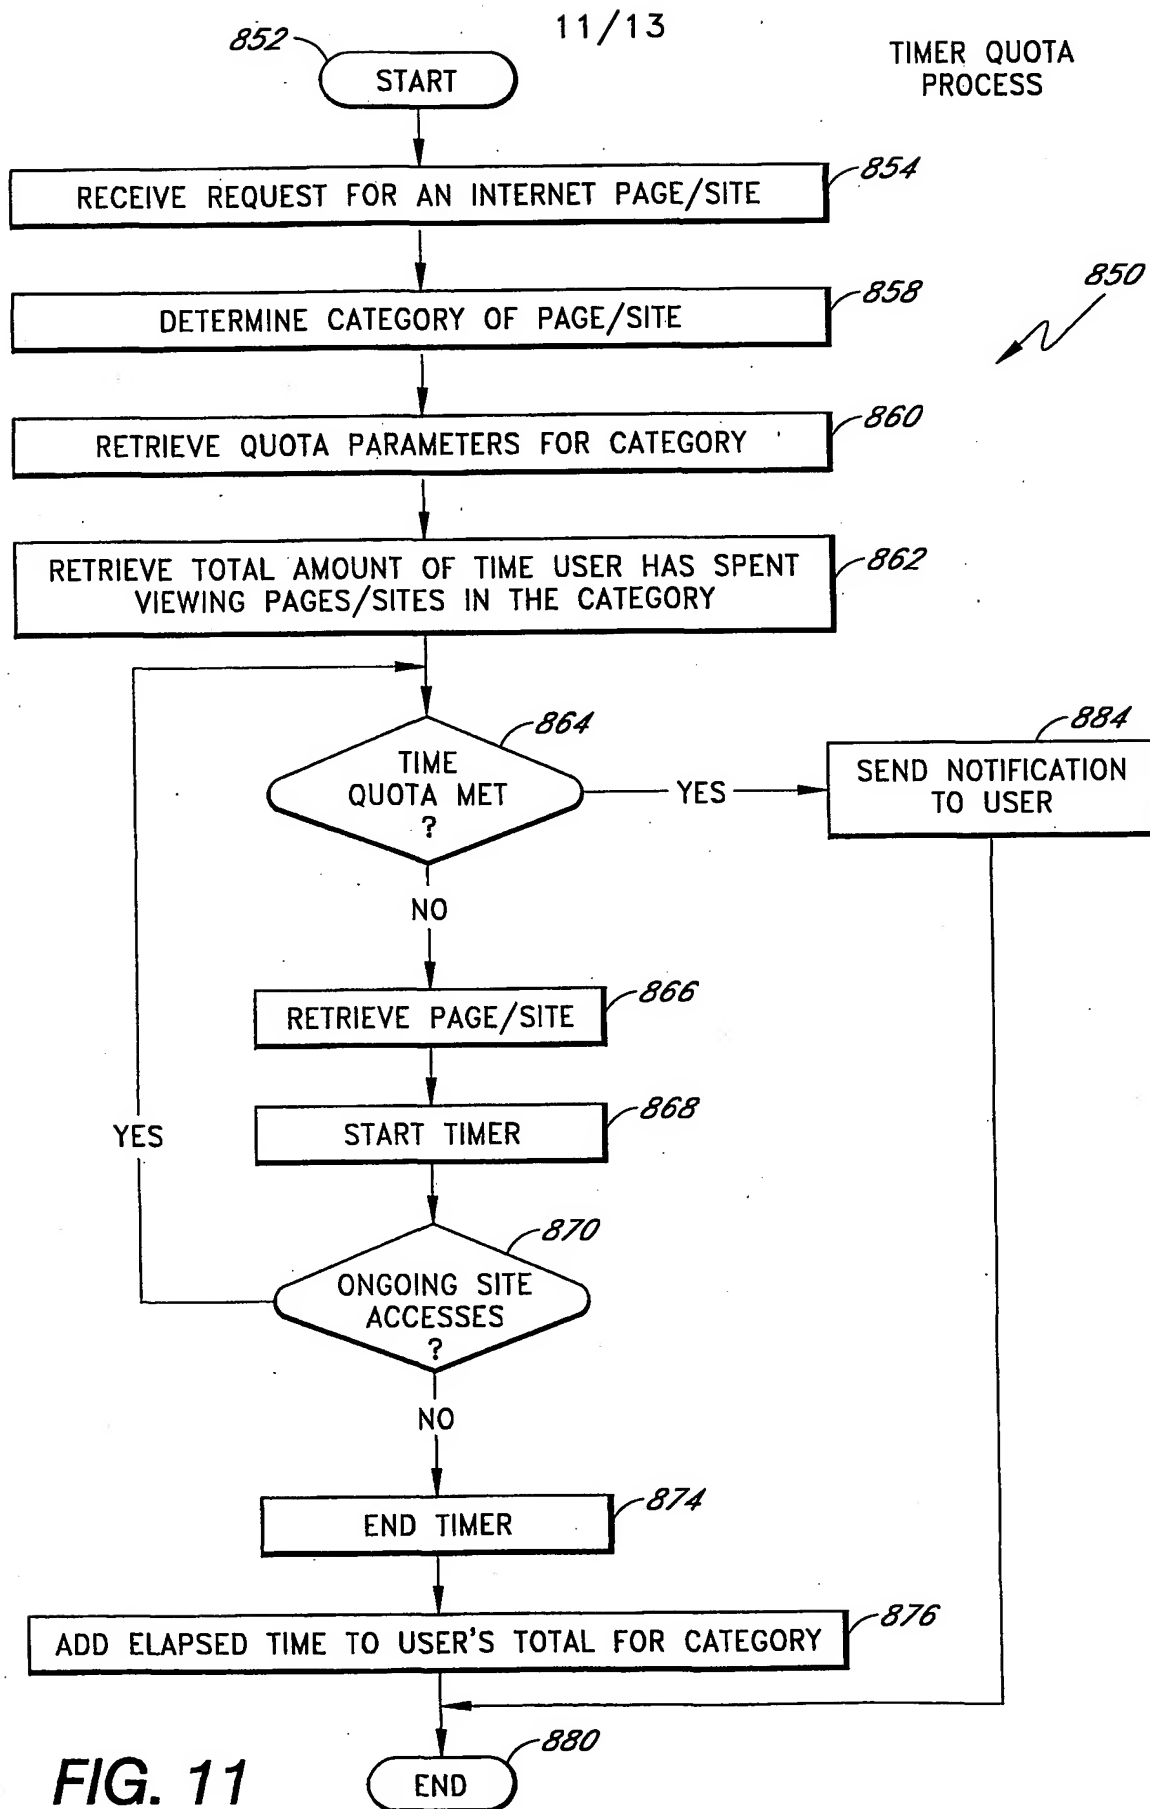 11/13
TIMER QUOTA
PROCESS
852
START
854
RECEIVE REQUEST FOR AN INTERNET PAGE/SITE
850
858
DETERMINE CATEGORY OF PAGE/SITE
860
RETRIEVE QUOTA PARAMETERS FOR CATEGORY
862
RETRIEVE TOTAL AMOUNT OF TIME USER HAS SPENT
VIEWING PAGES/SITES IN THE CATEGORY
864
TIME
QUOTA MET
?
YES
884
SEND NOTIFICATION
TO USER
NO
866
RETRIEVE PAGE/SITE
868
START TIMER
YES
870
ONGOING SITE
ACCESSES
?
NO
874
END TIMER
876
ADD ELAPSED TIME TO USER'S TOTAL FOR CATEGORY
880
END
FIG. 11